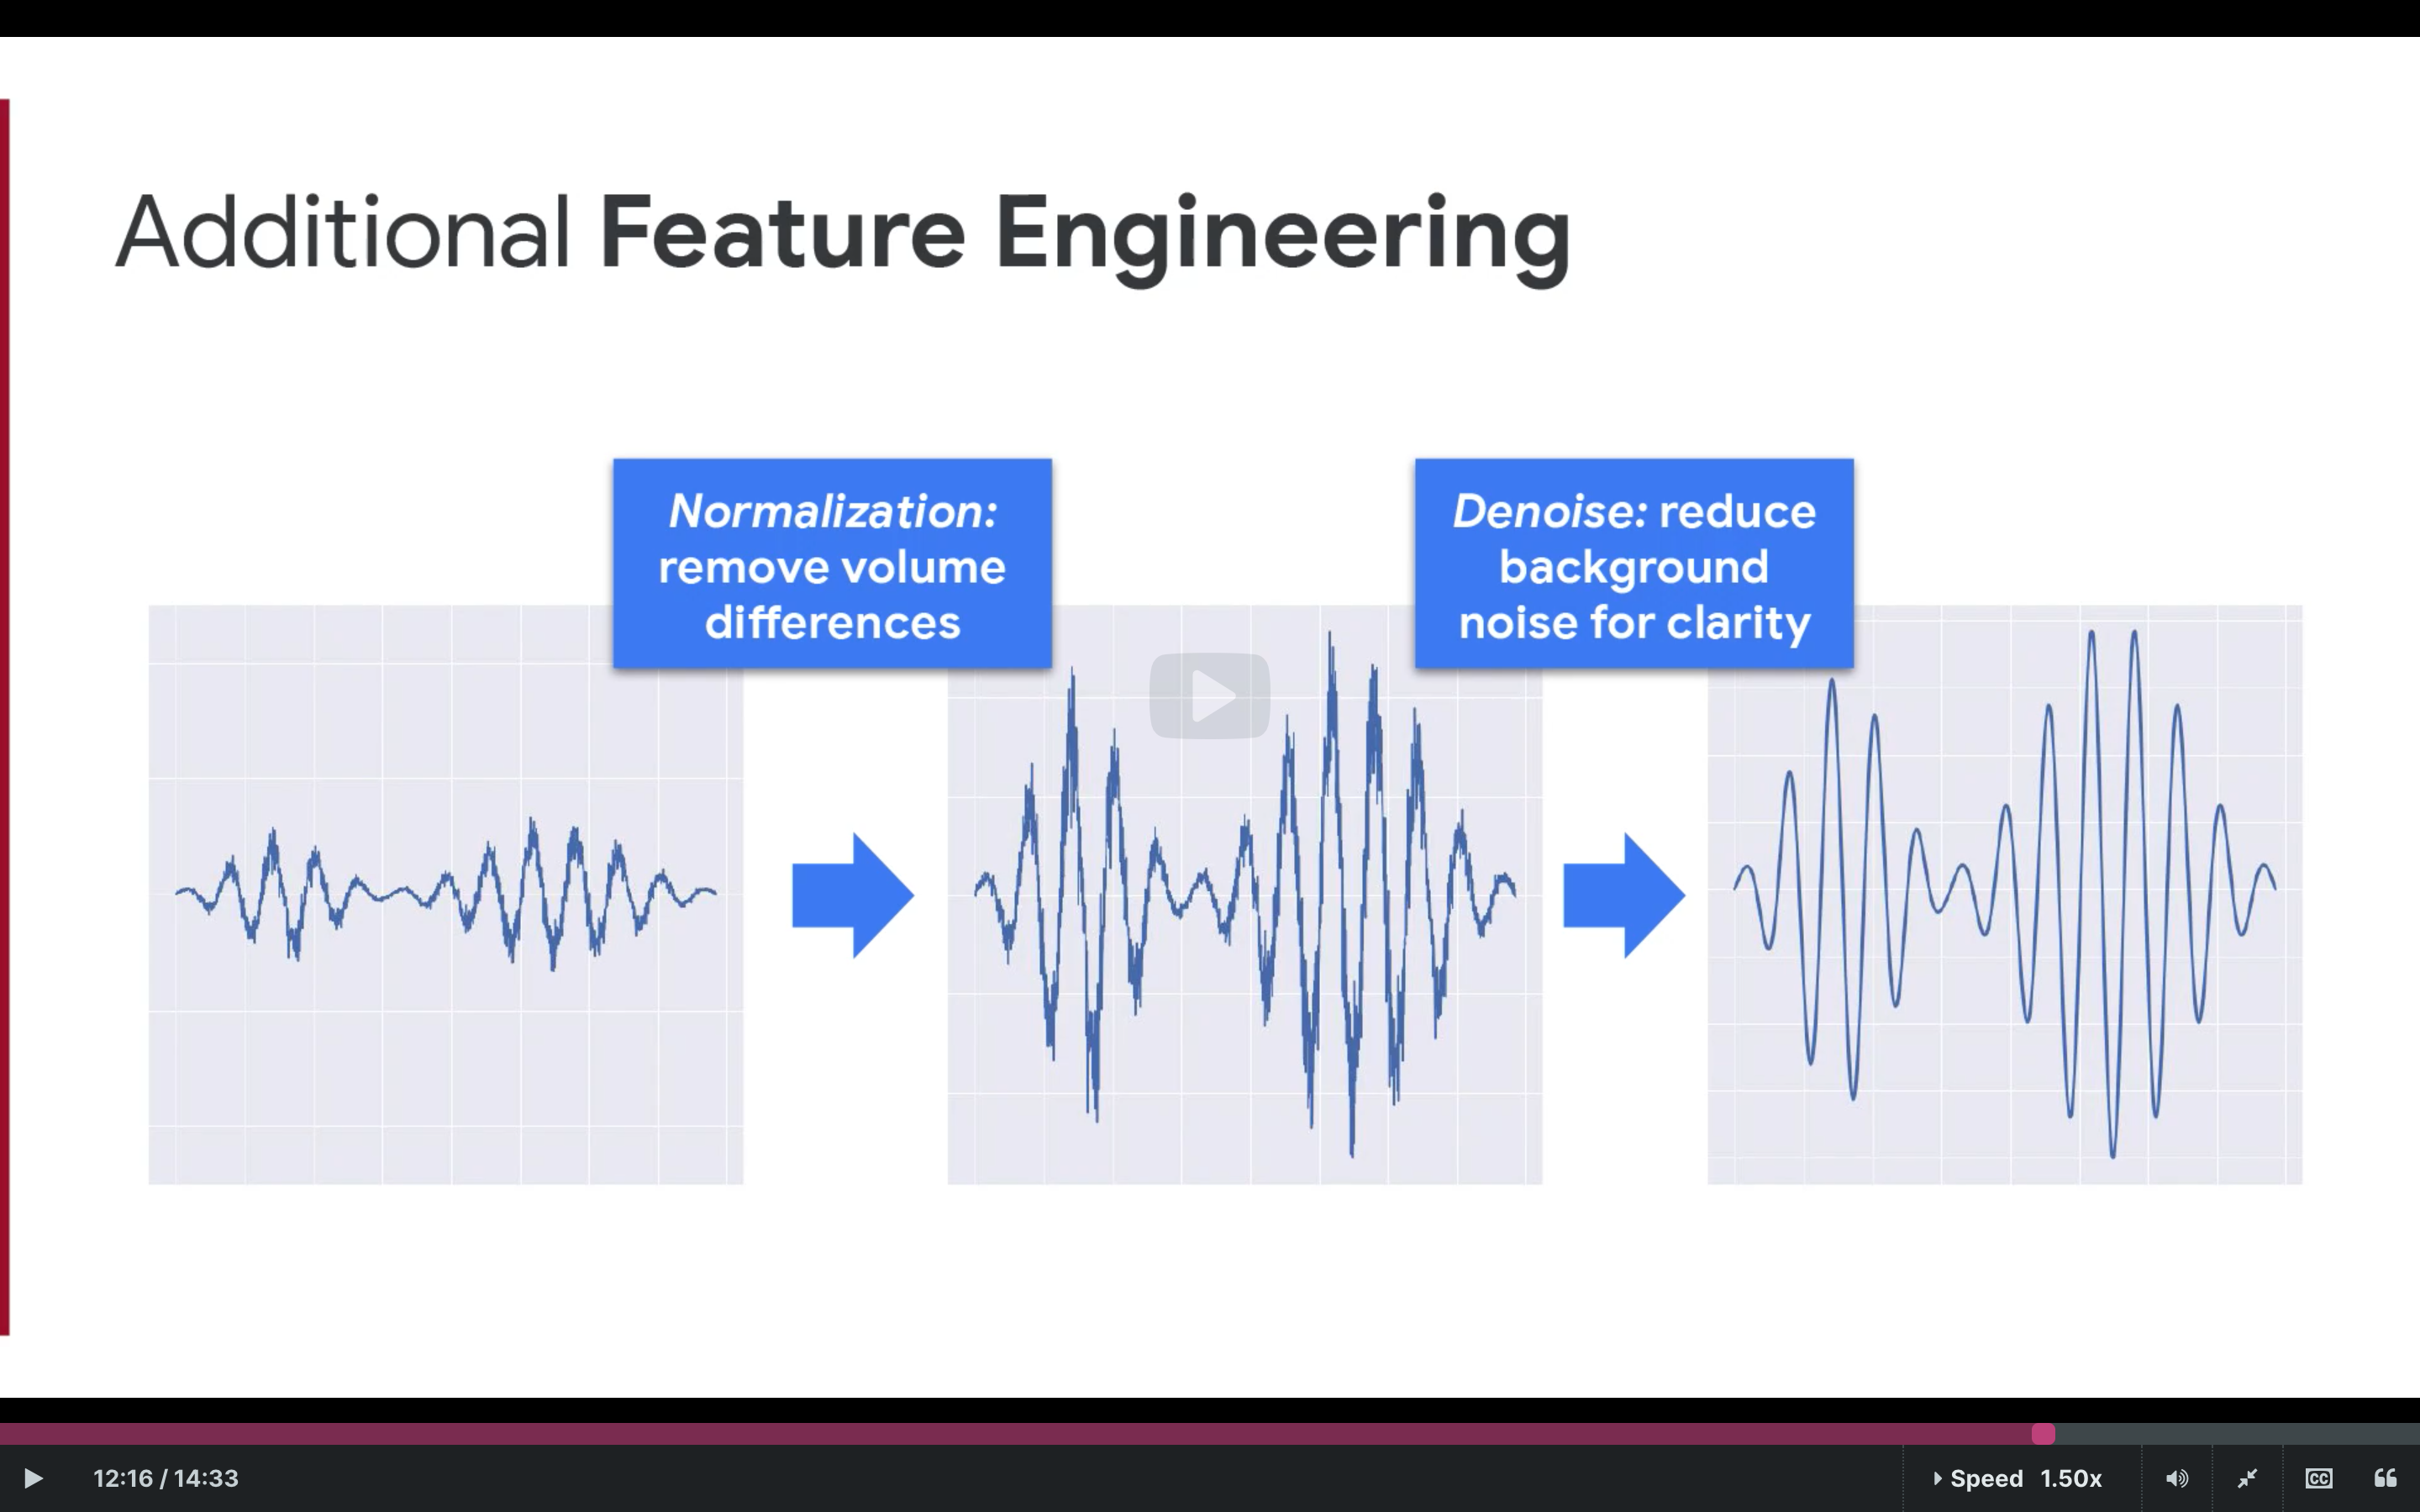 Additional Feature Engineering
Normalization:
remove volume
differences
Denoise: reduce
background
noise for clarity
12:16 / 14:33
Speed 1.50x
CC